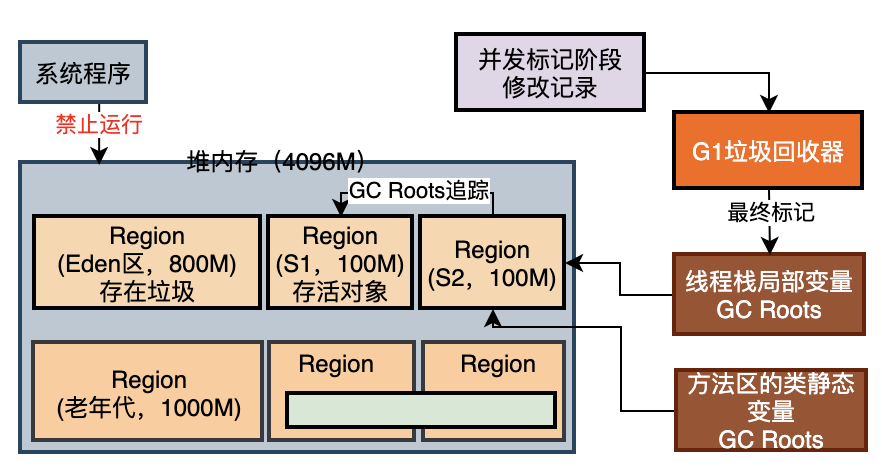 系统程序
禁止运行
并发标记阶段
修改记录
G1垃圾回收器
最终标记
堆内存（4096M）
GC Roots追踪
Region
(Eden区，800M)
存在垃圾
Region
(S1，100M)
存活对象
Region
(S2，100M)
线程栈局部变量
GC Roots
Region
(老年代，1000M)
Region
Region
方法区的类静态
变量
GC Roots